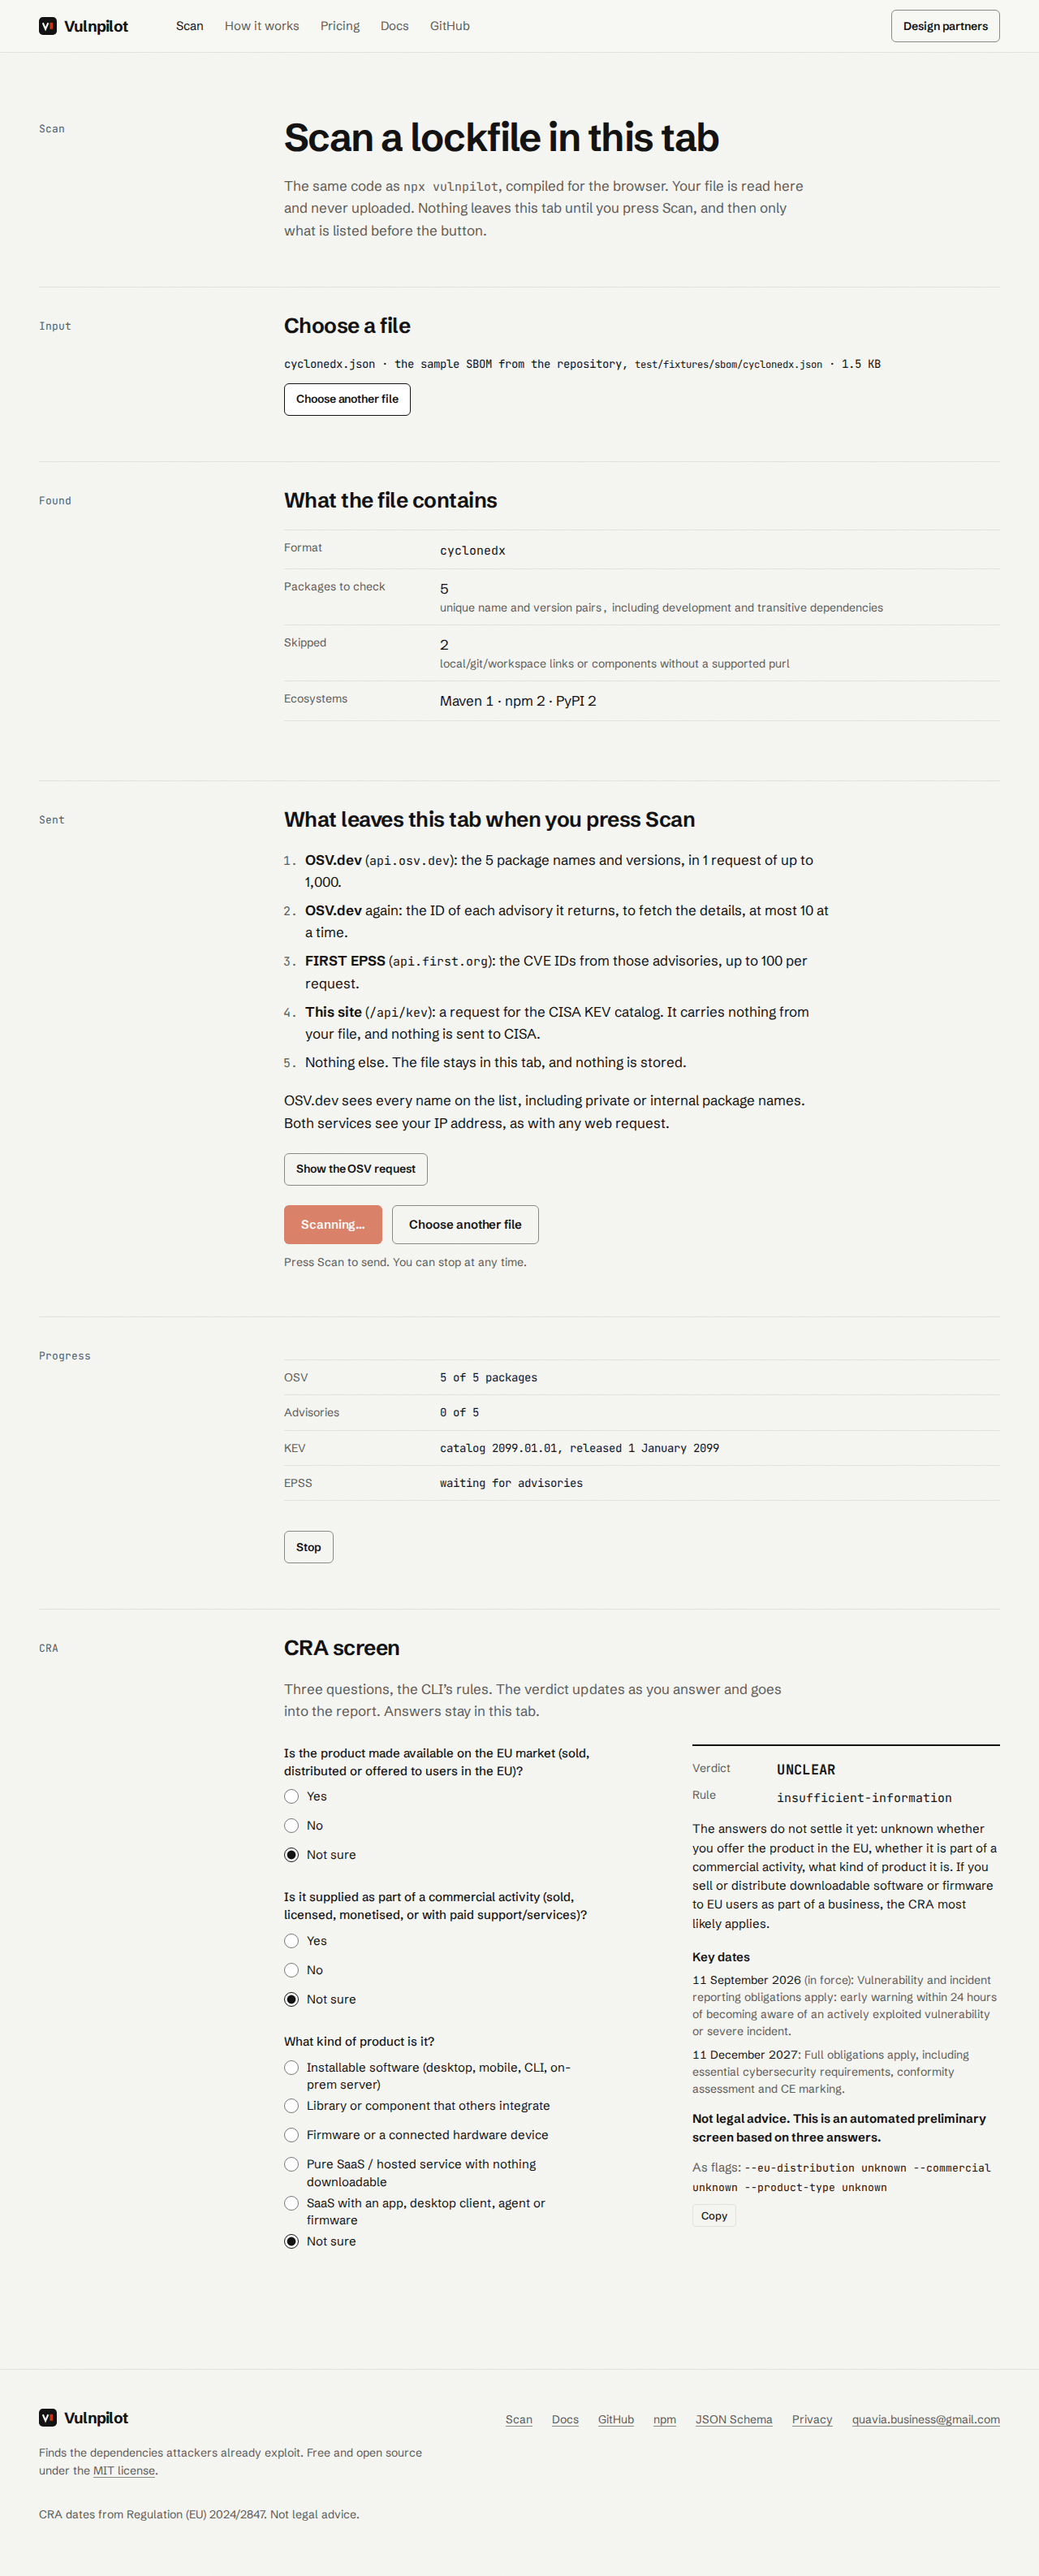 Vulnpilot
Scan
How it works
Pricing
Docs
GitHub
Design partners
Scan
Scan a lockfile in this tab
The same code as npx vulnpilot, compiled for the browser. Your file is read here
and never uploaded. Nothing leaves this tab until you press Scan, and then only
what is listed before the button.
Input
Choose a file
cyclonedx.json · the sample SBOM from the repository, test/fixtures/sbom/cyclonedx.json · 1.5 KB
Choose another file
Found
What the file contains
Format
cyclonedx
Packages to check
5
unique name and version pairs, including development and transitive dependencies
Skipped
2
local/git/workspace links or components without a supported purl
Ecosystems
Maven 1 · npm 2 · PyPI 2
Sent
What leaves this tab when you press Scan
1. OSV.dev (api.osv.dev): the 5 package names and versions, in 1 request of up to
1,000.
2. OSV.dev again: the ID of each advisory it returns, to fetch the details, at most 10 at
a time.
3. FIRST EPSS (api.first.org): the CVE IDs from those advisories, up to 100 per
request.
4. This site (/api/kev): a request for the CISA KEV catalog. It carries nothing from
your file, and nothing is sent to CISA.
5. Nothing else. The file stays in this tab, and nothing is stored.
OSV.dev sees every name on the list, including private or internal package names.
Both services see your IP address, as with any web request.
Show the OSV request
Scanning…
Choose another file
Press Scan to send. You can stop at any time.
Progress
OSV
5 of 5 packages
Advisories
0 of 5
KEV
catalog 2099.01.01, released 1 January 2099
EPSS
waiting for advisories
Stop
CRA
CRA screen
Three questions, the CLI’s rules. The verdict updates as you answer and goes
into the report. Answers stay in this tab.
Is the product made available on the EU market (sold,
distributed or offered to users in the EU)?
Yes
No
Not sure
Is it supplied as part of a commercial activity (sold,
licensed, monetised, or with paid support/services)?
Yes
No
Not sure
What kind of product is it?
Installable software (desktop, mobile, CLI, on-
prem server)
Library or component that others integrate
Firmware or a connected hardware device
Pure SaaS / hosted service with nothing
downloadable
SaaS with an app, desktop client, agent or
firmware
Not sure
Verdict
UNCLEAR
Rule
insufficient-information
The answers do not settle it yet: unknown whether
you offer the product in the EU, whether it is part of a
commercial activity, what kind of product it is. If you
sell or distribute downloadable software or firmware
to EU users as part of a business, the CRA most
likely applies.
Key dates
11 September 2026 (in force): Vulnerability and incident
reporting obligations apply: early warning within 24 hours
of becoming aware of an actively exploited vulnerability
or severe incident.
11 December 2027: Full obligations apply, including
essential cybersecurity requirements, conformity
assessment and CE marking.
Not legal advice. This is an automated preliminary
screen based on three answers.
As flags: --eu-distribution unknown --commercial
unknown --product-type unknown
Copy
Vulnpilot
Scan
Docs
GitHub
npm
JSON Schema
Privacy
quavia.business@gmail.com
Finds the dependencies attackers already exploit. Free and open source
under the MIT license.
CRA dates from Regulation (EU) 2024/2847. Not legal advice.